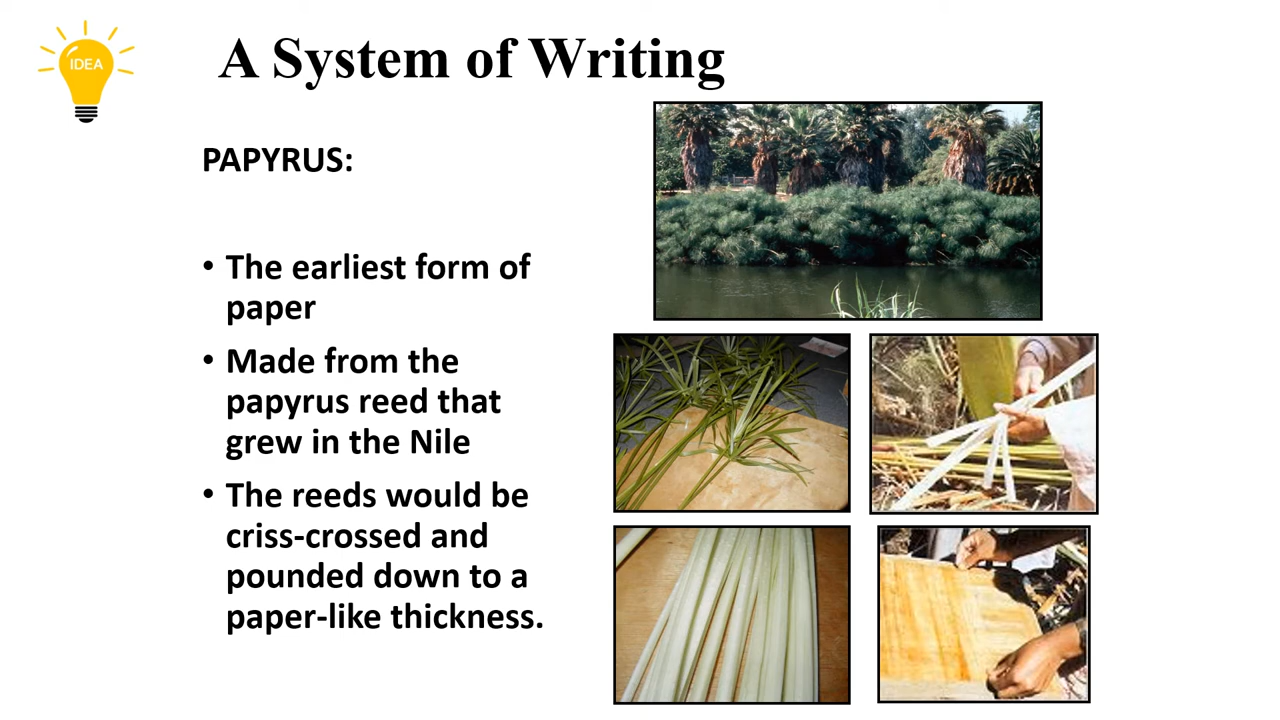 IDEA
A System of Writing
PAPYRUS:
• The earliest form of
paper
• Made from the
papyrus reed that
grew in the Nile
• The reeds would be
criss-crossed and
pounded down to a
paper-like thickness.